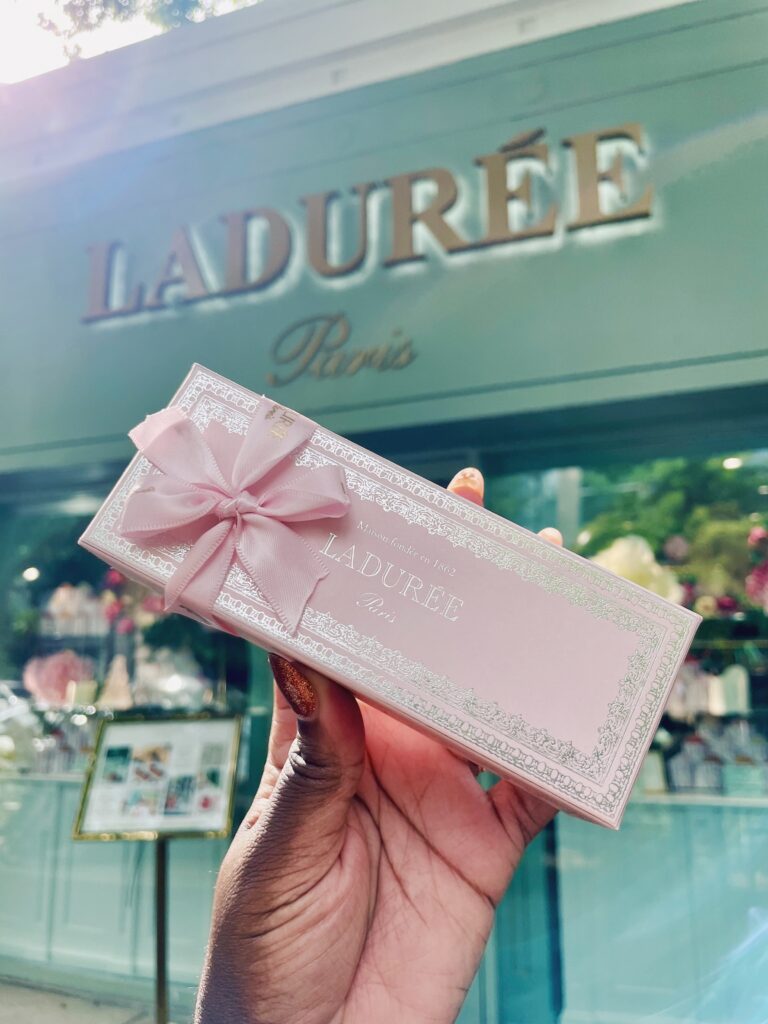 LADURÉE
Paris
Maison fondée en 1862
LADURÉE
Paris